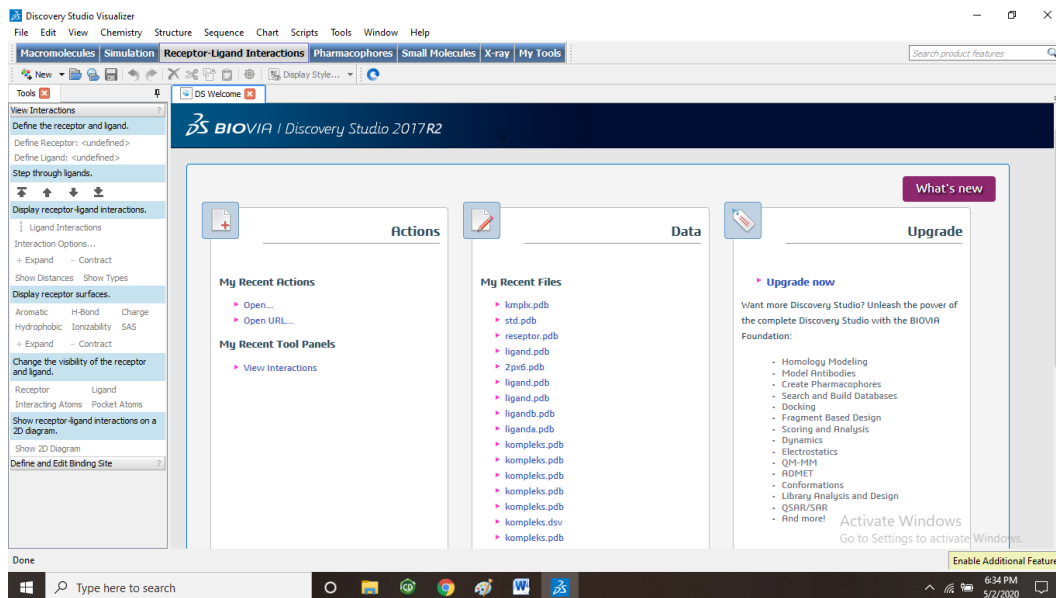 Discovery Studio Visualizer
File Edit View Chemistry Structure Sequence Chart Scripts Tools Window Help
Macromolecules Simulation Receptor-Ligand Interactions Pharmacophores Small Molecules X-ray My Tools
Search product features
New Display Style...
Tools
DS Welcome
View Interactions ?
Define the receptor and ligand.
Define Receptor: <undefined>
Define Ligand: <undefined>
Step through ligands.
Display receptor-ligand interactions.
Ligand Interactions
Interaction Options...
+ Expand - Contract
Show Distances Show Types
Display receptor surfaces.
Aromatic H-Bond Charge
Hydrophobic Ionizability SAS
+ Expand - Contract
Change the visibility of the receptor
and ligand.
Receptor Ligand
Interacting Atoms Pocket Atoms
Show receptor-ligand interactions on a
2D diagram.
Show 2D Diagram
Define and Edit Binding Site ?
BIOVIA | Discovery Studio 2017R2
What's new
Actions
My Recent Actions
Open...
Open URL...
My Recent Tool Panels
View Interactions
Data
My Recent Files
kmplx.pdb
std.pdb
reseptor.pdb
ligand.pdb
2px6.pdb
ligand.pdb
ligand.pdb
ligandb.pdb
liganda.pdb
kompleks.pdb
kompleks.pdb
kompleks.pdb
kompleks.pdb
kompleks.pdb
kompleks.dsv
kompleks.pdb
Upgrade
Upgrade now
Want more Discovery Studio? Unleash the power of
the complete Discovery Studio with the BIOVIA
Foundation:
- Homology Modeling
- Model Antibodies
- Create Pharmacophores
- Search and Build Databases
- Docking
- Fragment Based Design
- Scoring and Analysis
- Dynamics
- Electrostatics
- QM-MM
- ADMET
- Conformations
- Library Analysis and Design
- QSAR/SAR
- And more!
Activate Windows
Go to Settings to activate Windows.
Done
Enable Additional Feature
Type here to search
6:34 PM
5/2/2020